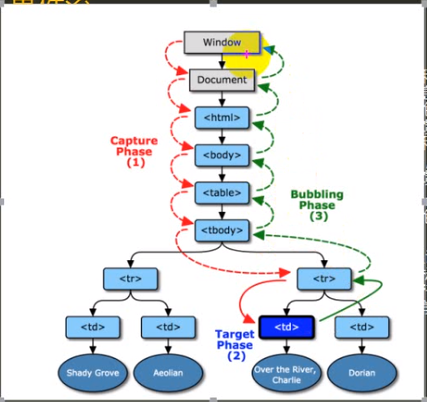 Window
Document
<html>
Capture
Phase
(1)
<body>
<table>
Bubbling
Phase
(3)
<tbody>
<tr>
<tr>
<td>
<td>
Target
Phase
(2)
<td>
<td>
Shady Grove
Aeolian
Over the River,
Charlie
Dorian